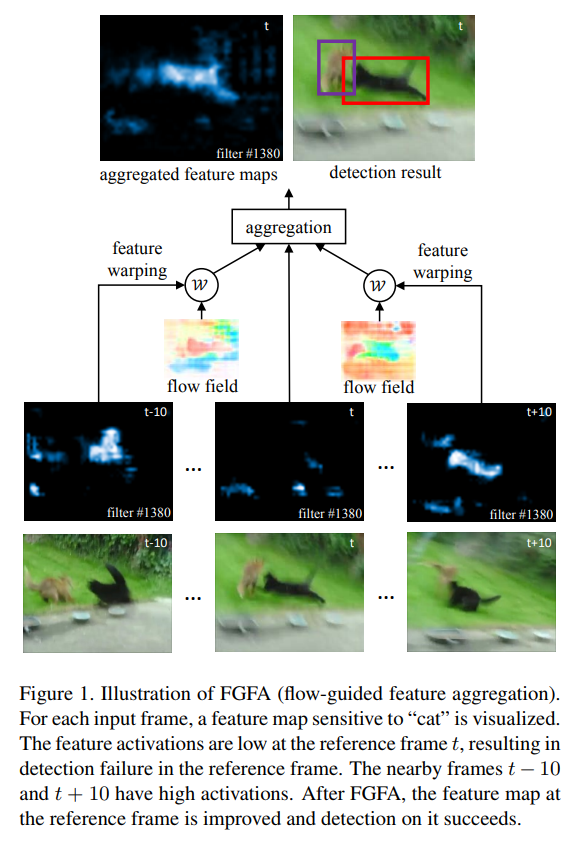 t
t
filter #1380
aggregated feature maps
detection result
aggregation
feature
warping
feature
warping
W
W
flow field
flow field
t-10
t
t+10
...
...
filter #1380
filter #1380
filter #1380
t-10
t
t+10
...
...
Figure 1. Illustration of FGFA (flow-guided feature aggregation).
For each input frame, a feature map sensitive to “cat” is visualized.
The feature activations are low at the reference frame t, resulting in
detection failure in the reference frame. The nearby frames t − 10
and t + 10 have high activations. After FGFA, the feature map at
the reference frame is improved and detection on it succeeds.